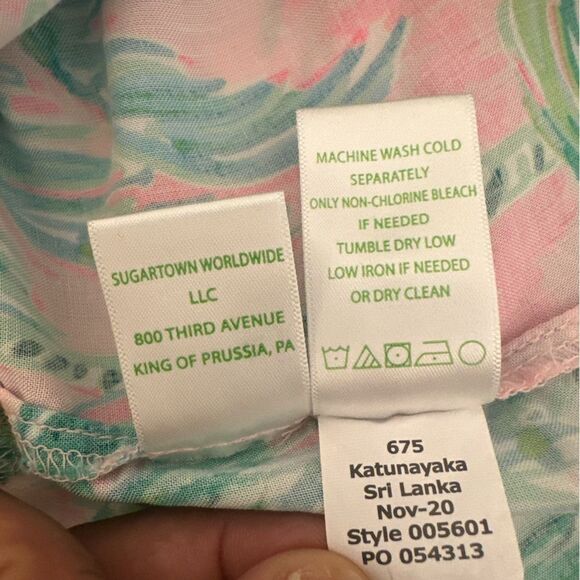 SUGARTOWN WORLDWIDE
LLC
800 THIRD AVENUE
KING OF PRUSSIA, PA
MACHINE WASH COLD
SEPARATELY
ONLY NON-CHLORINE BLEACH
IF NEEDED
TUMBLE DRY LOW
LOW IRON IF NEEDED
OR DRY CLEAN
675
Katunayaka
Sri Lanka
Nov-20
Style 005601
PO 054313